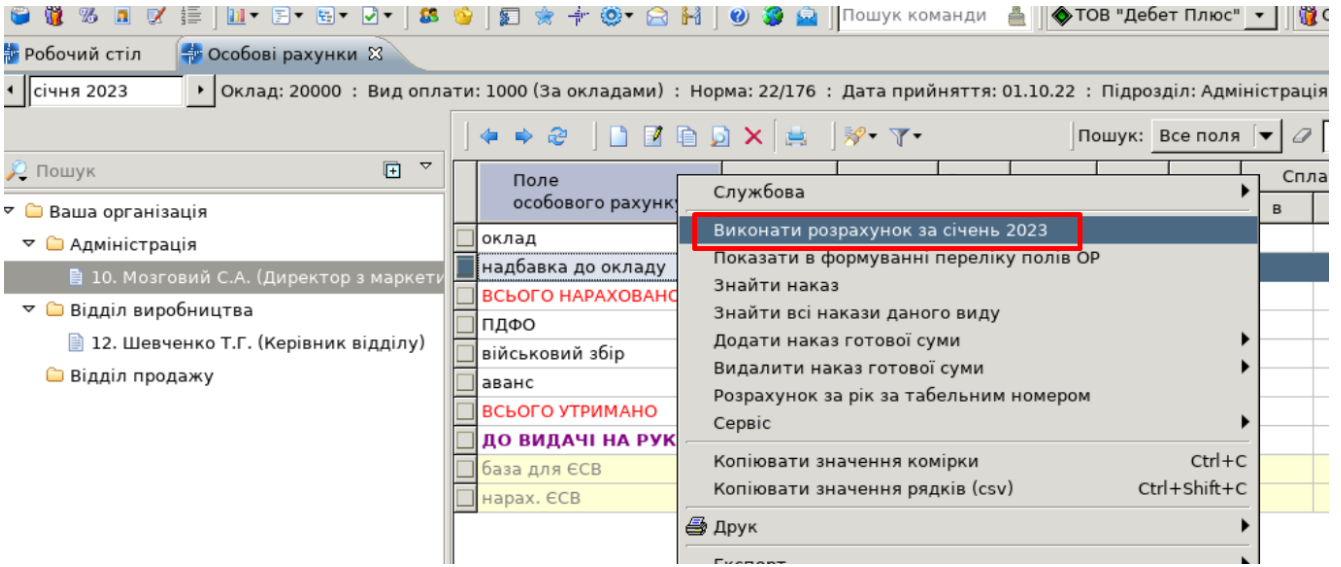 Пошук команди
ТОВ "Дебет Плюс"
Робочий стіл
Особові рахунки
січня 2023
Оклад: 20000 : Вид оплати: 1000 (За окладами) : Норма: 22/176 : Дата прийняття: 01.10.22 : Підрозділ: Адміністрація
Пошук: Все поля
Пошук
Ваша організація
Адміністрація
10. Мозговий С.А. (Директор з маркети
Відділ виробництва
12. Шевченко Т.Г. (Керівник відділу)
Відділ продажу
Поле
особового рахунку
Спла
в
оклад
надбавка до окладу
ВСЬОГО НАРАХОВАНО
ПДФО
військовий збір
аванс
ВСЬОГО УТРИМАНО
ДО ВИДАЧІ НА РУК
база для ЄСВ
нарах. ЄСВ
Службова
Виконати розрахунок за січень 2023
Показати в формуванні переліку полів ОР
Знайти наказ
Знайти всі накази даного виду
Додати наказ готової суми
Видалити наказ готової суми
Розрахунок за рік за табельним номером
Сервіс
Копіювати значення комірки Ctrl+C
Копіювати значення рядків (csv) Ctrl+Shift+C
Друк
Експорт